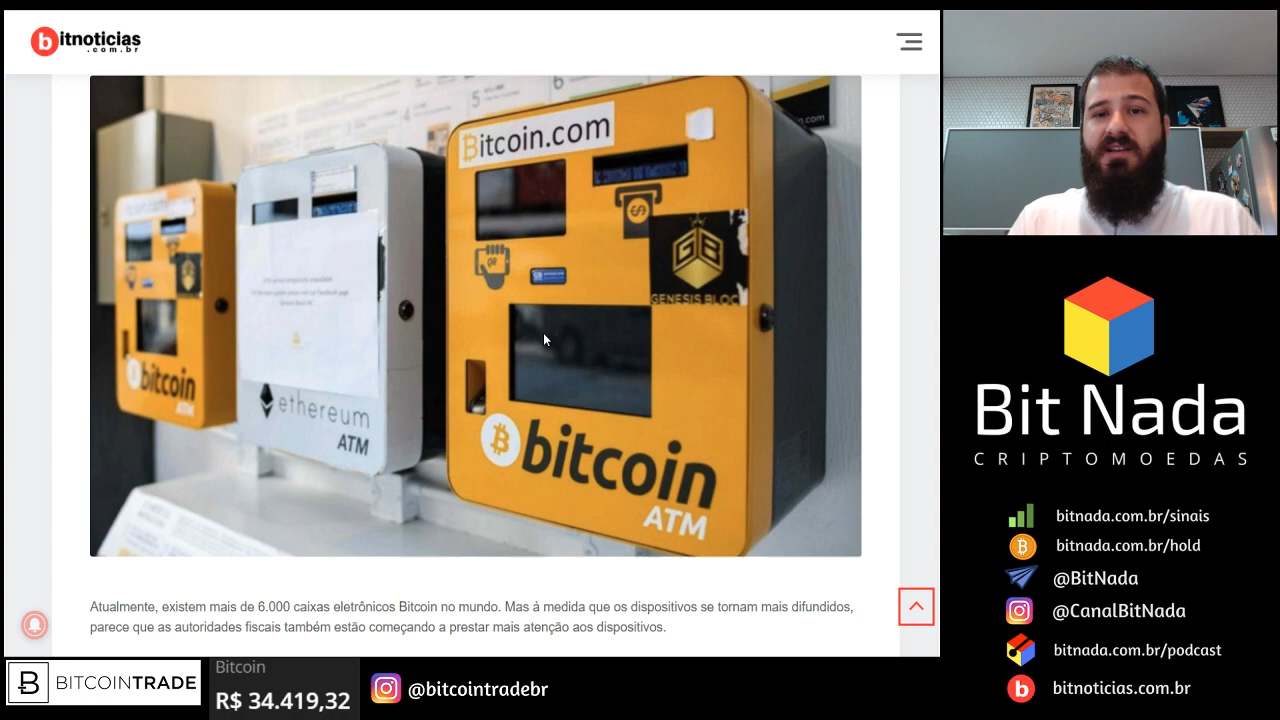 bitnoticias
.com.br
5
6
Bitcoin.com
GENESIS BLOC
QR
bitcoin
ATM
ethereum
ATM
bitcoin
ATM
Atualmente, existem mais de 6.000 caixas eletrônicos Bitcoin no mundo. Mas à medida que os dispositivos se tornam mais difundidos,
parece que as autoridades fiscais também estão começando a prestar mais atenção aos dispositivos.
Bit Nada
CRIPTOMOEDAS
bitnada.com.br/sinais
bitnada.com.br/hold
@BitNada
@CanalBitNada
bitnada.com.br/podcast
bitnoticias.com.br
BITCOINTRADE
Bitcoin
R$ 34.419,32
@bitcointradebr